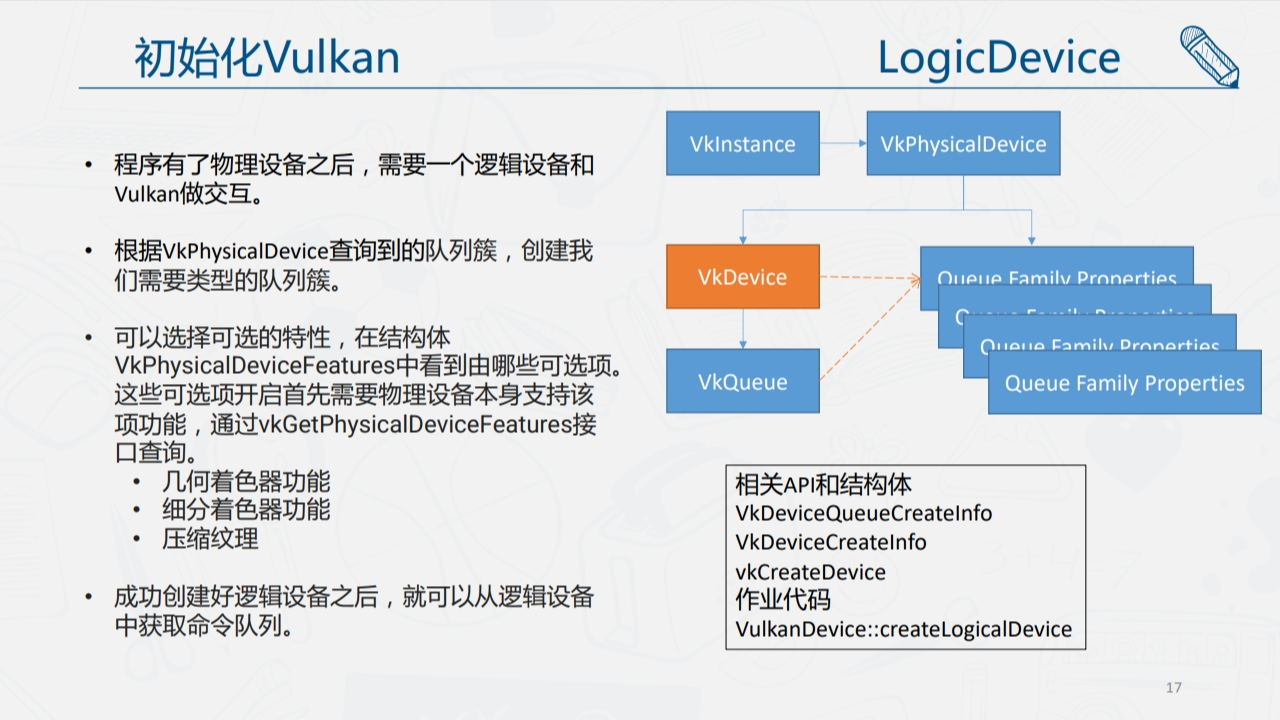 初始化Vulkan
LogicDevice
• 程序有了物理设备之后，需要一个逻辑设备和
Vulkan做交互。
• 根据VkPhysicalDevice查询到的队列簇，创建我
们需要类型的队列簇。
• 可以选择可选的特性，在结构体
VkPhysicalDeviceFeatures中看到由哪些可选项。
这些可选项开启首先需要物理设备本身支持该
项功能，通过vkGetPhysicalDeviceFeatures接
口查询。
• 几何着色器功能
• 细分着色器功能
• 压缩纹理
• 成功创建好逻辑设备之后，就可以从逻辑设备
中获取命令队列。
VkInstance
VkPhysicalDevice
VkDevice
Queue Family Properties
Queue Family Properties
Queue Family Properties
VkQueue
Queue Family Properties
相关API和结构体
VkDeviceQueueCreateInfo
VkDeviceCreateInfo
vkCreateDevice
作业代码
VulkanDevice::createLogicalDevice
17